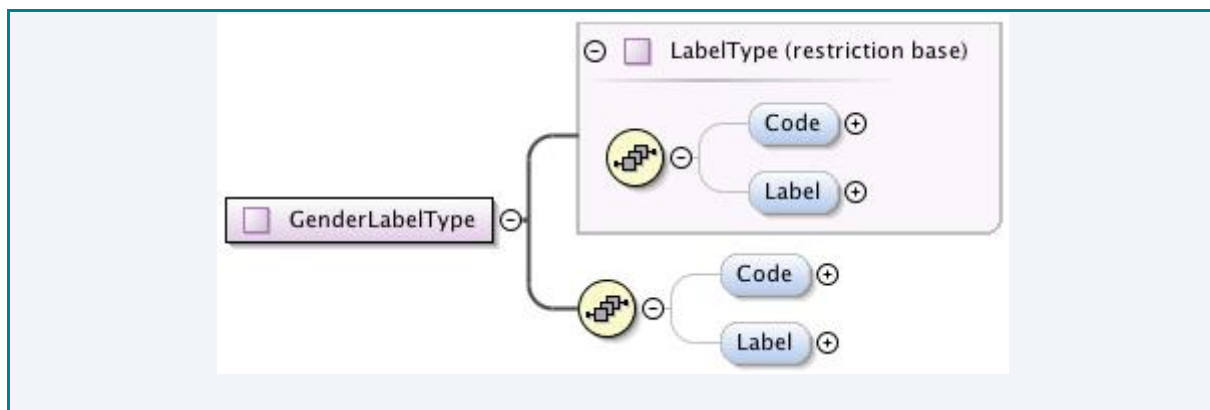 LabelType (restriction base)
Code
Label
GenderLabelType
Code
Label